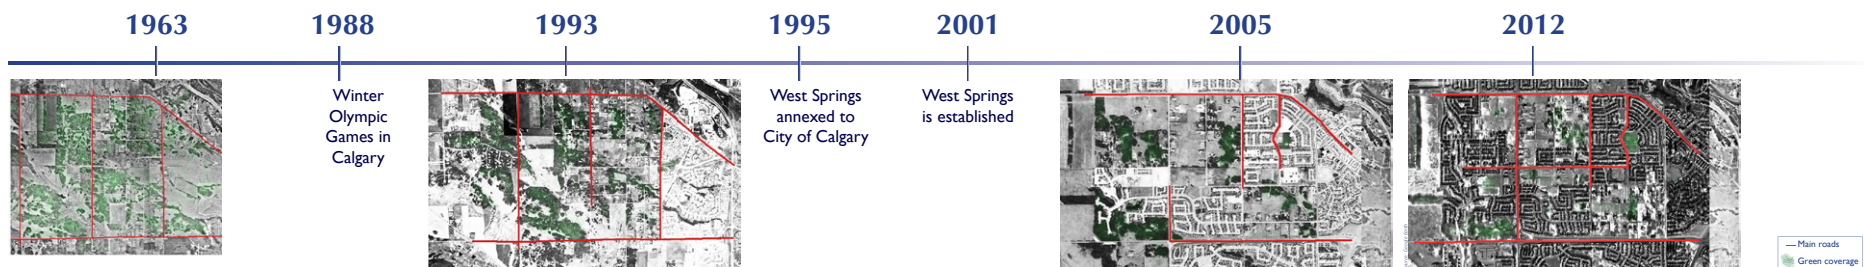 1963
1988
1993
1995
2001
2005
2012
Winter
Olympic
Games in
Calgary
West Springs
annexed to
City of Calgary
West Springs
is established
Main roads
Green coverage